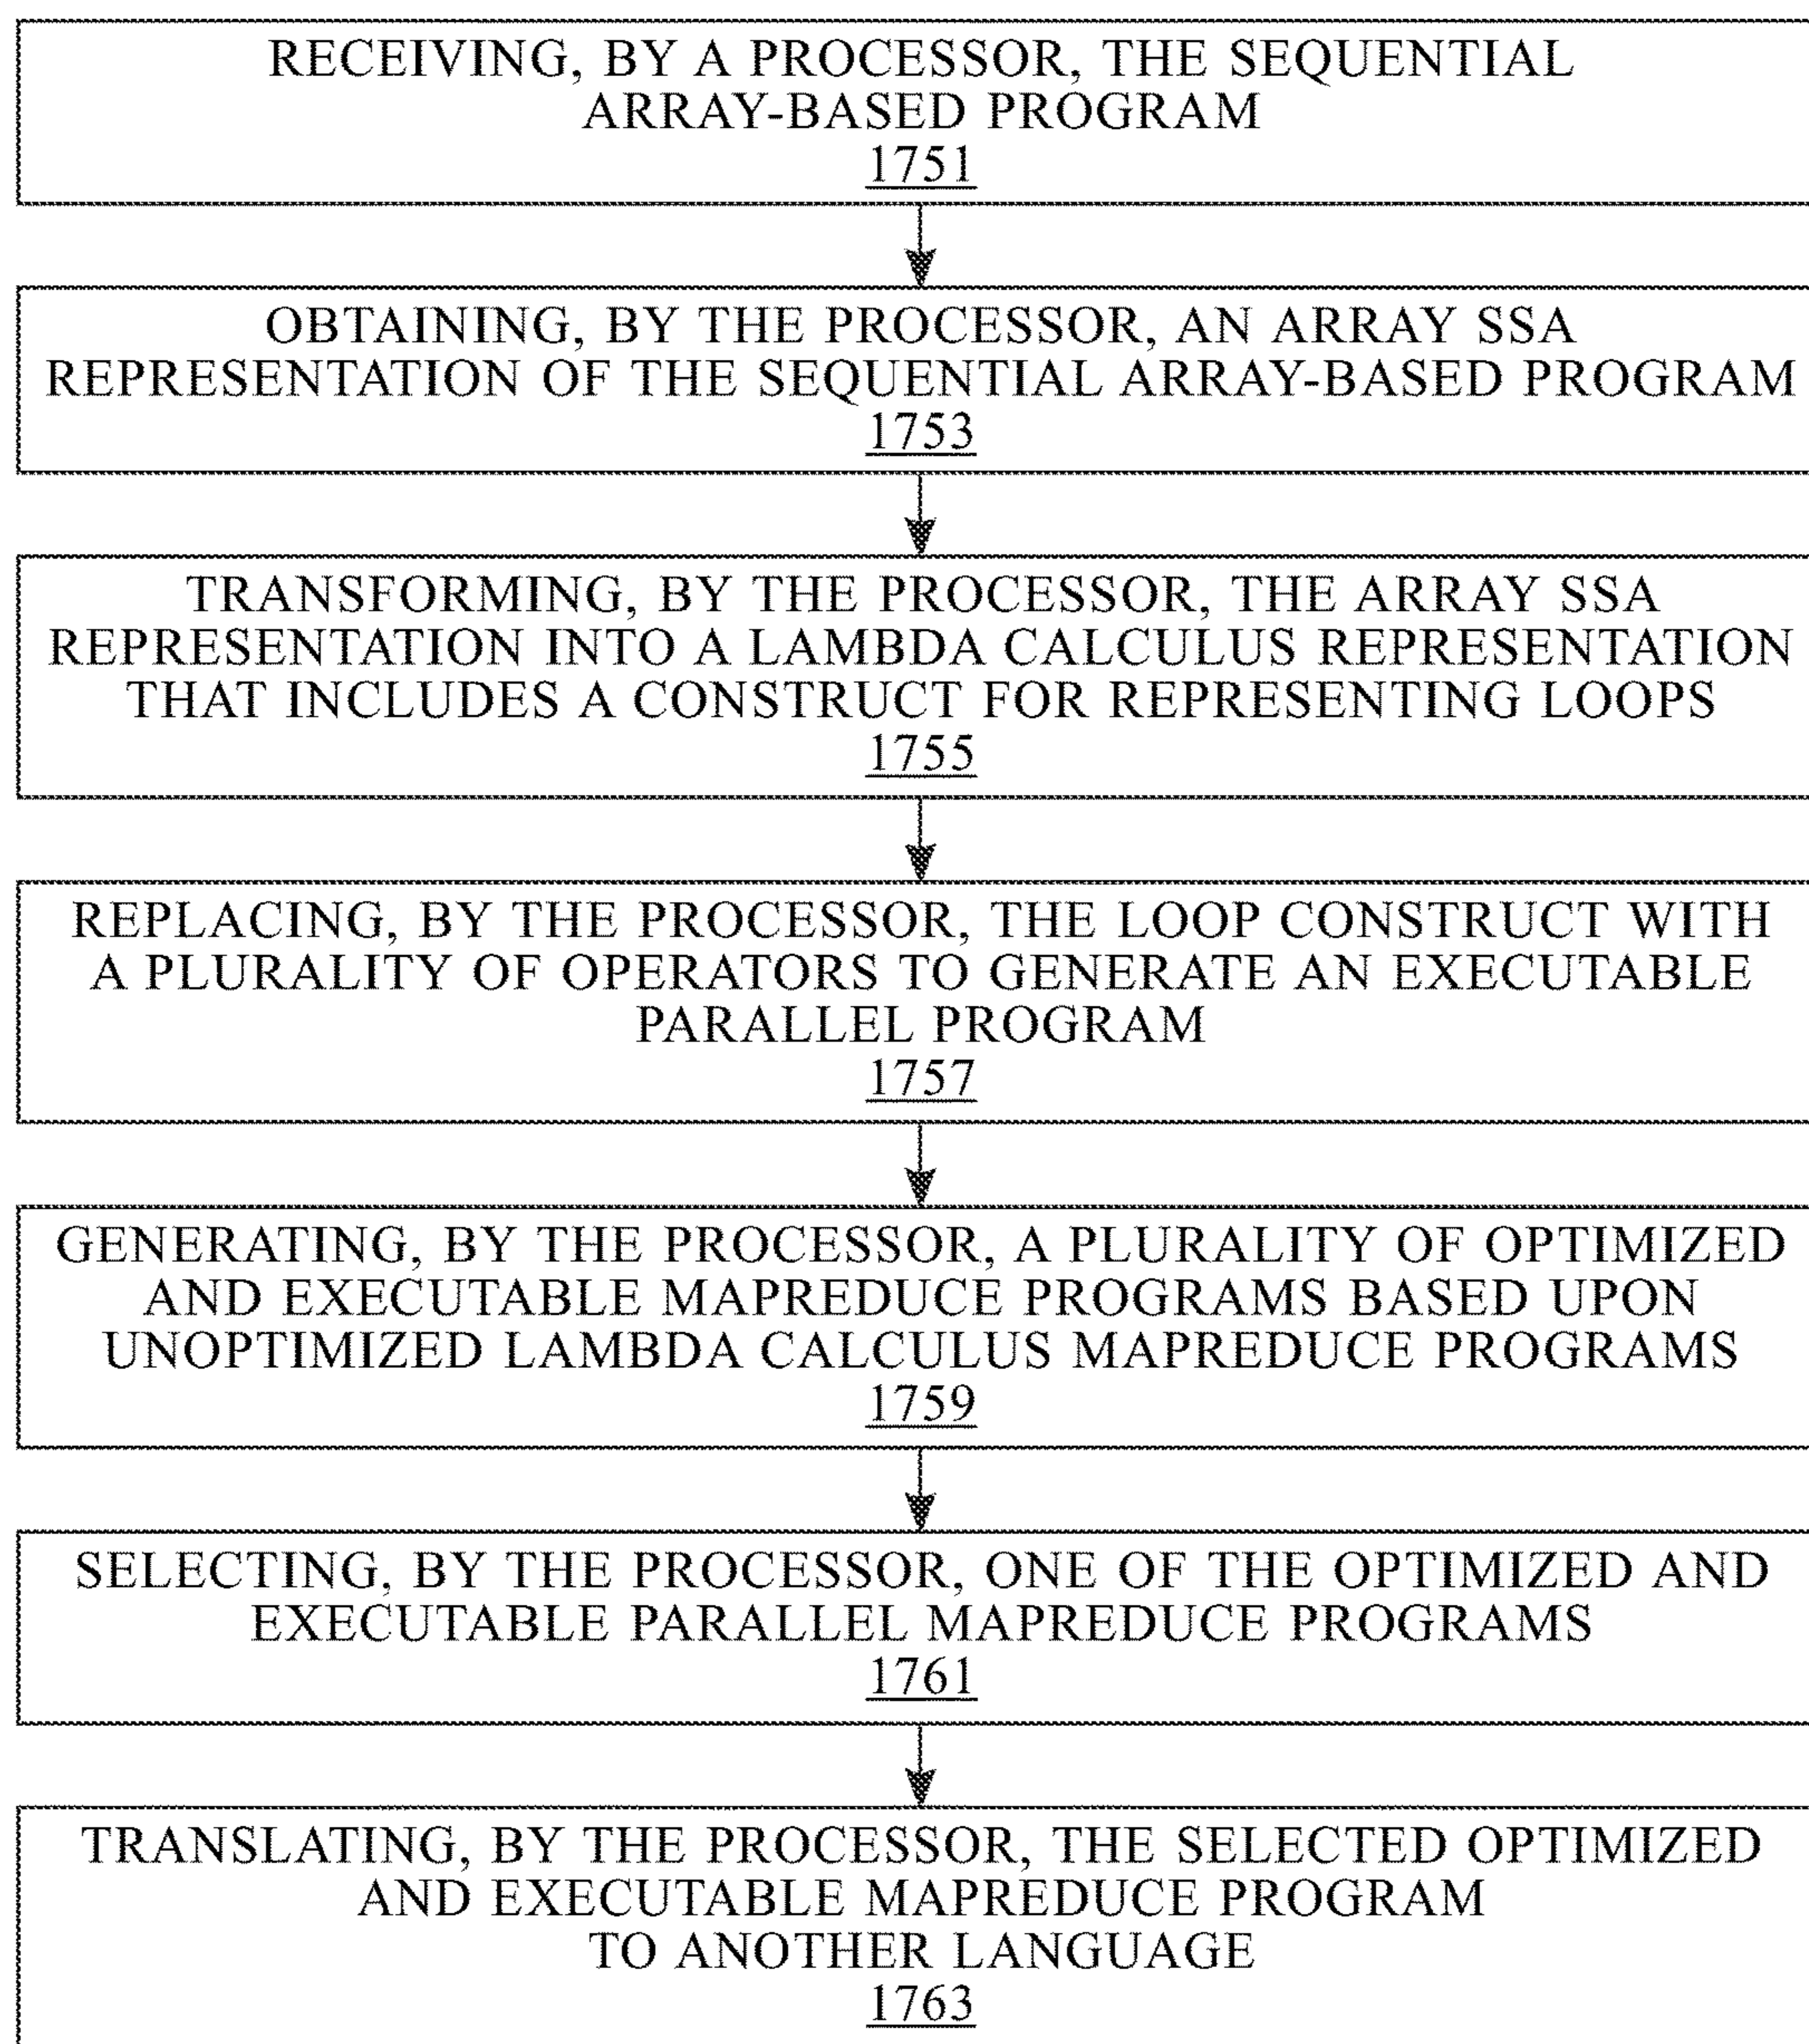 RECEIVING, BY A PROCESSOR, THE SEQUENTIAL
ARRAY-BASED PROGRAM
1751
OBTAINING, BY THE PROCESSOR, AN ARRAY SSA
REPRESENTATION OF THE SEQUENTIAL ARRAY-BASED PROGRAM
1753
TRANSFORMING, BY THE PROCESSOR, THE ARRAY SSA
REPRESENTATION INTO A LAMBDA CALCULUS REPRESENTATION
THAT INCLUDES A CONSTRUCT FOR REPRESENTING LOOPS
1755
REPLACING, BY THE PROCESSOR, THE LOOP CONSTRUCT WITH
A PLURALITY OF OPERATORS TO GENERATE AN EXECUTABLE
PARALLEL PROGRAM
1757
GENERATING, BY THE PROCESSOR, A PLURALITY OF OPTIMIZED
AND EXECUTABLE MAPREDUCE PROGRAMS BASED UPON
UNOPTIMIZED LAMBDA CALCULUS MAPREDUCE PROGRAMS
1759
SELECTING, BY THE PROCESSOR, ONE OF THE OPTIMIZED AND
EXECUTABLE PARALLEL MAPREDUCE PROGRAMS
1761
TRANSLATING, BY THE PROCESSOR, THE SELECTED OPTIMIZED
AND EXECUTABLE MAPREDUCE PROGRAM
TO ANOTHER LANGUAGE
1763